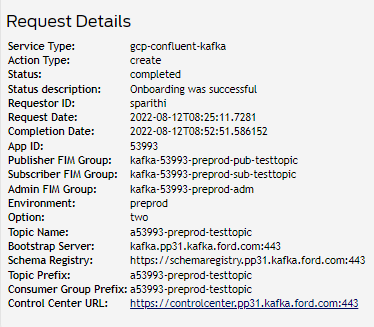 Request Details
Service Type: gcp-confluent-kafka
Action Type: create
Status: completed
Status description: Onboarding was successful
Requestor ID: sparithi
Request Date: 2022-08-12T08:25:11.7281
Completion Date: 2022-08-12T08:52:51.586152
App ID: 53993
Publisher FIM Group: kafka-53993-preprod-pub-testtopic
Subscriber FIM Group: kafka-53993-preprod-sub-testtopic
Admin FIM Group: kafka-53993-preprod-adm
Environment: preprod
Option: two
Topic Name: a53993-preprod-testtopic
Bootstrap Server: kafka.pp31.kafka.ford.com:443
Schema Registry: https://schemaregistry.pp31.kafka.ford.com:443
Topic Prefix: a53993-preprod-testtopic
Consumer Group Prefix: a53993-preprod-testtopic
Control Center URL: https://controlcenter.pp31.kafka.ford.com:443